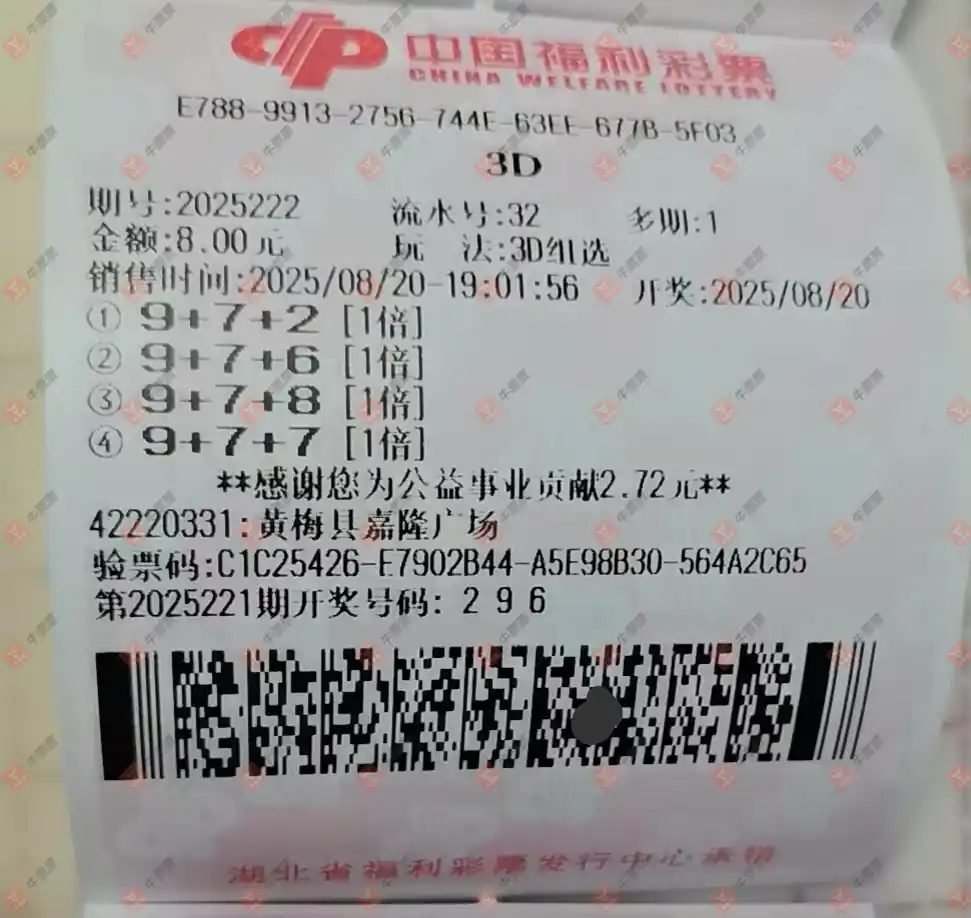 中国福利彩票
CHINA WELFARE LOTTERY
E788-9913-2756-744E-63EE-677B-5F03
3D
期号:2025222 流水号:32 多期:1
金额:8.00元 玩 法:3D组选
销售时间:2025/08/20-19:01:56 开奖:2025/08/20
① 9+7+2 [1倍]
② 9+7+6 [1倍]
③ 9+7+8 [1倍]
④ 9+7+7 [1倍]
**感谢您为公益事业贡献2.72元**
42220331:黄梅县嘉隆广场
验票码:C1C25426-E7902B44-A5E98B30-564A2C65
第2025221期开奖号码: 2 9 6
湖北省福利彩票发行中心承销